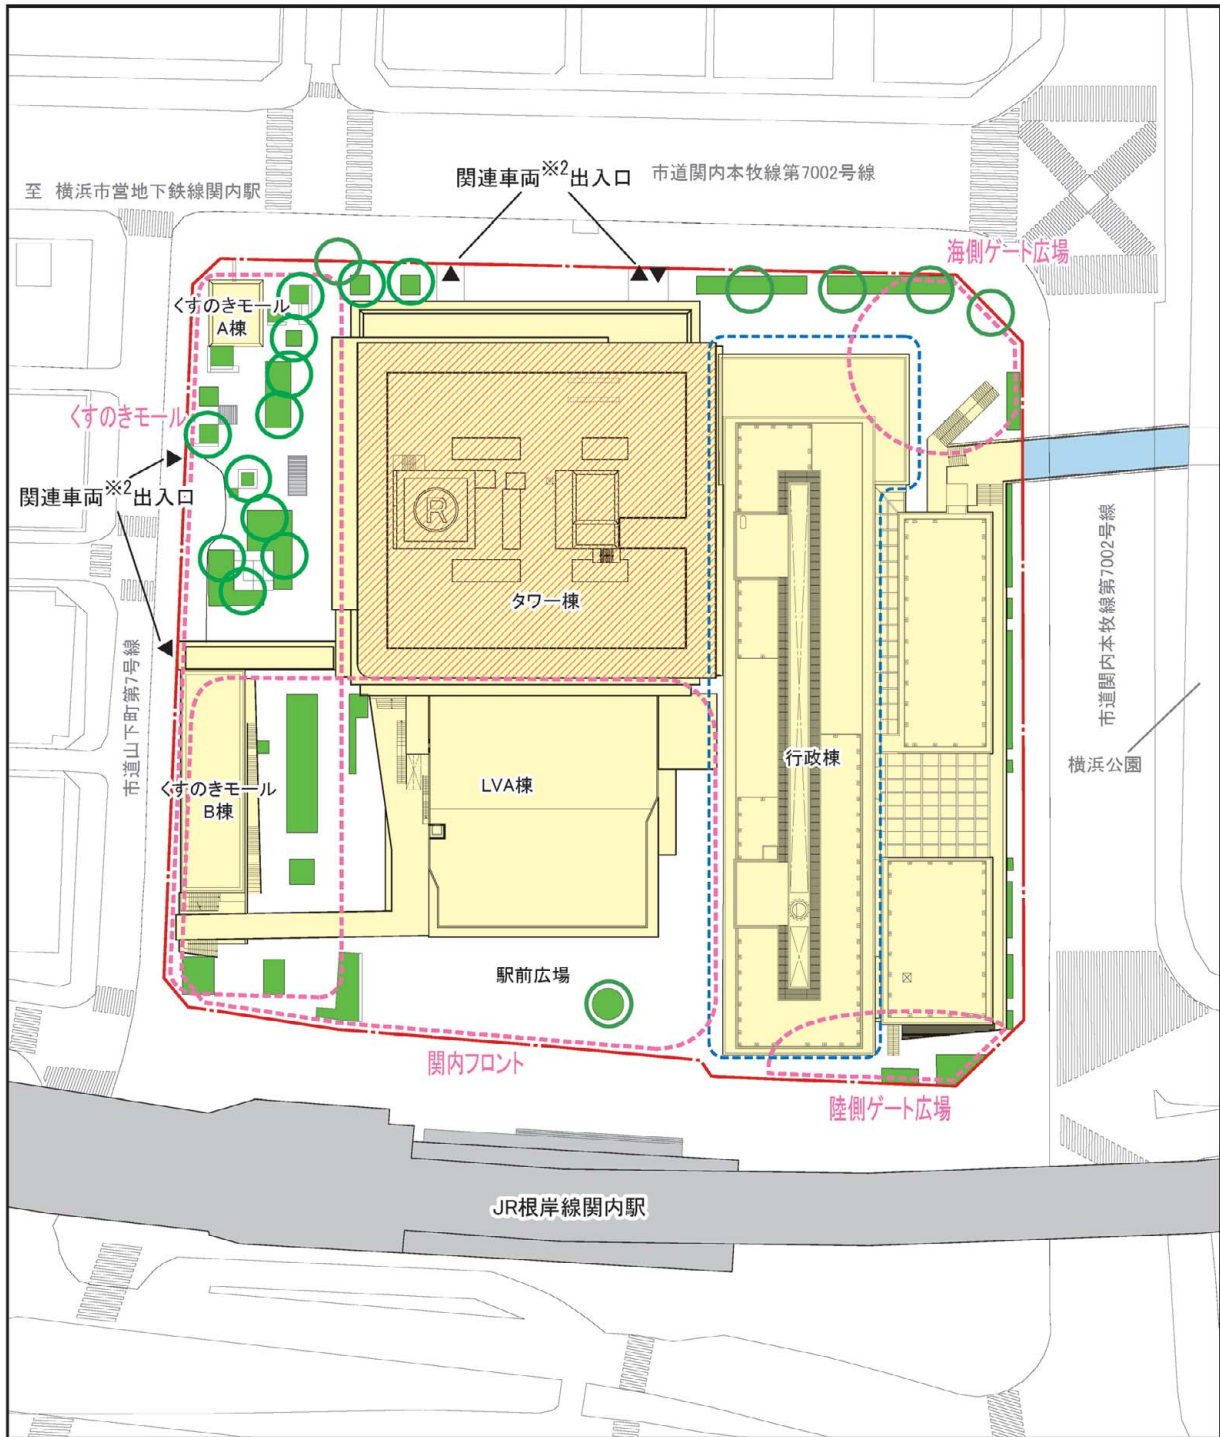 関連車両※2出入口
市道関内本牧線第7002号線
至 横浜市営地下鉄線関内駅
海側ゲート広場
くすのきモール
A棟
くすのきモール
関連車両※2出入口
R
タワー棟
市道山下町第7号線
市道関内本牧線第7002号線
横浜公園
行政棟
くすのきモール
B棟
LVA棟
駅前広場
関内フロント
陸側ゲート広場
JR根岸線関内駅